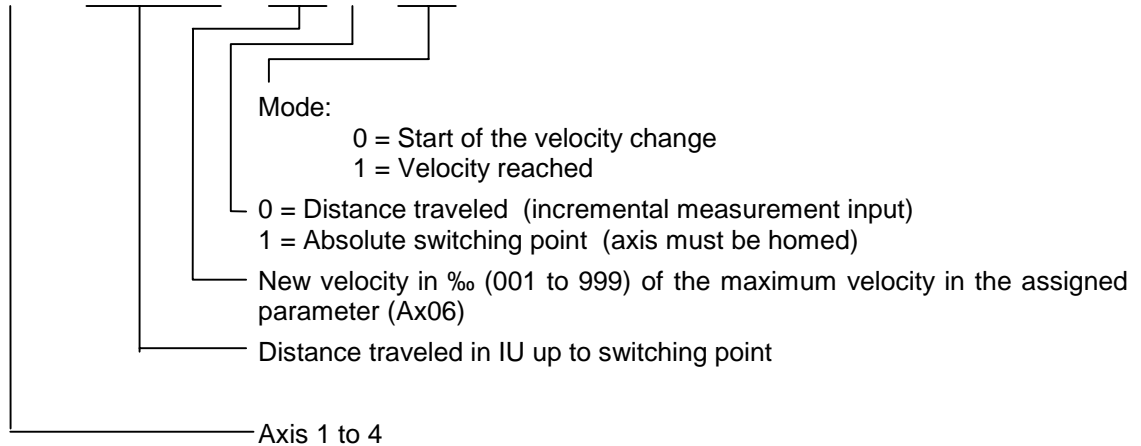 Mode:
0 = Start of the velocity change
1 = Velocity reached
0 = Distance traveled (incremental measurement input)
1 = Absolute switching point (axis must be homed)
New velocity in ‰ (001 to 999) of the maximum velocity in the assigned
parameter (Ax06)
Distance traveled in IU up to switching point
Axis 1 to 4